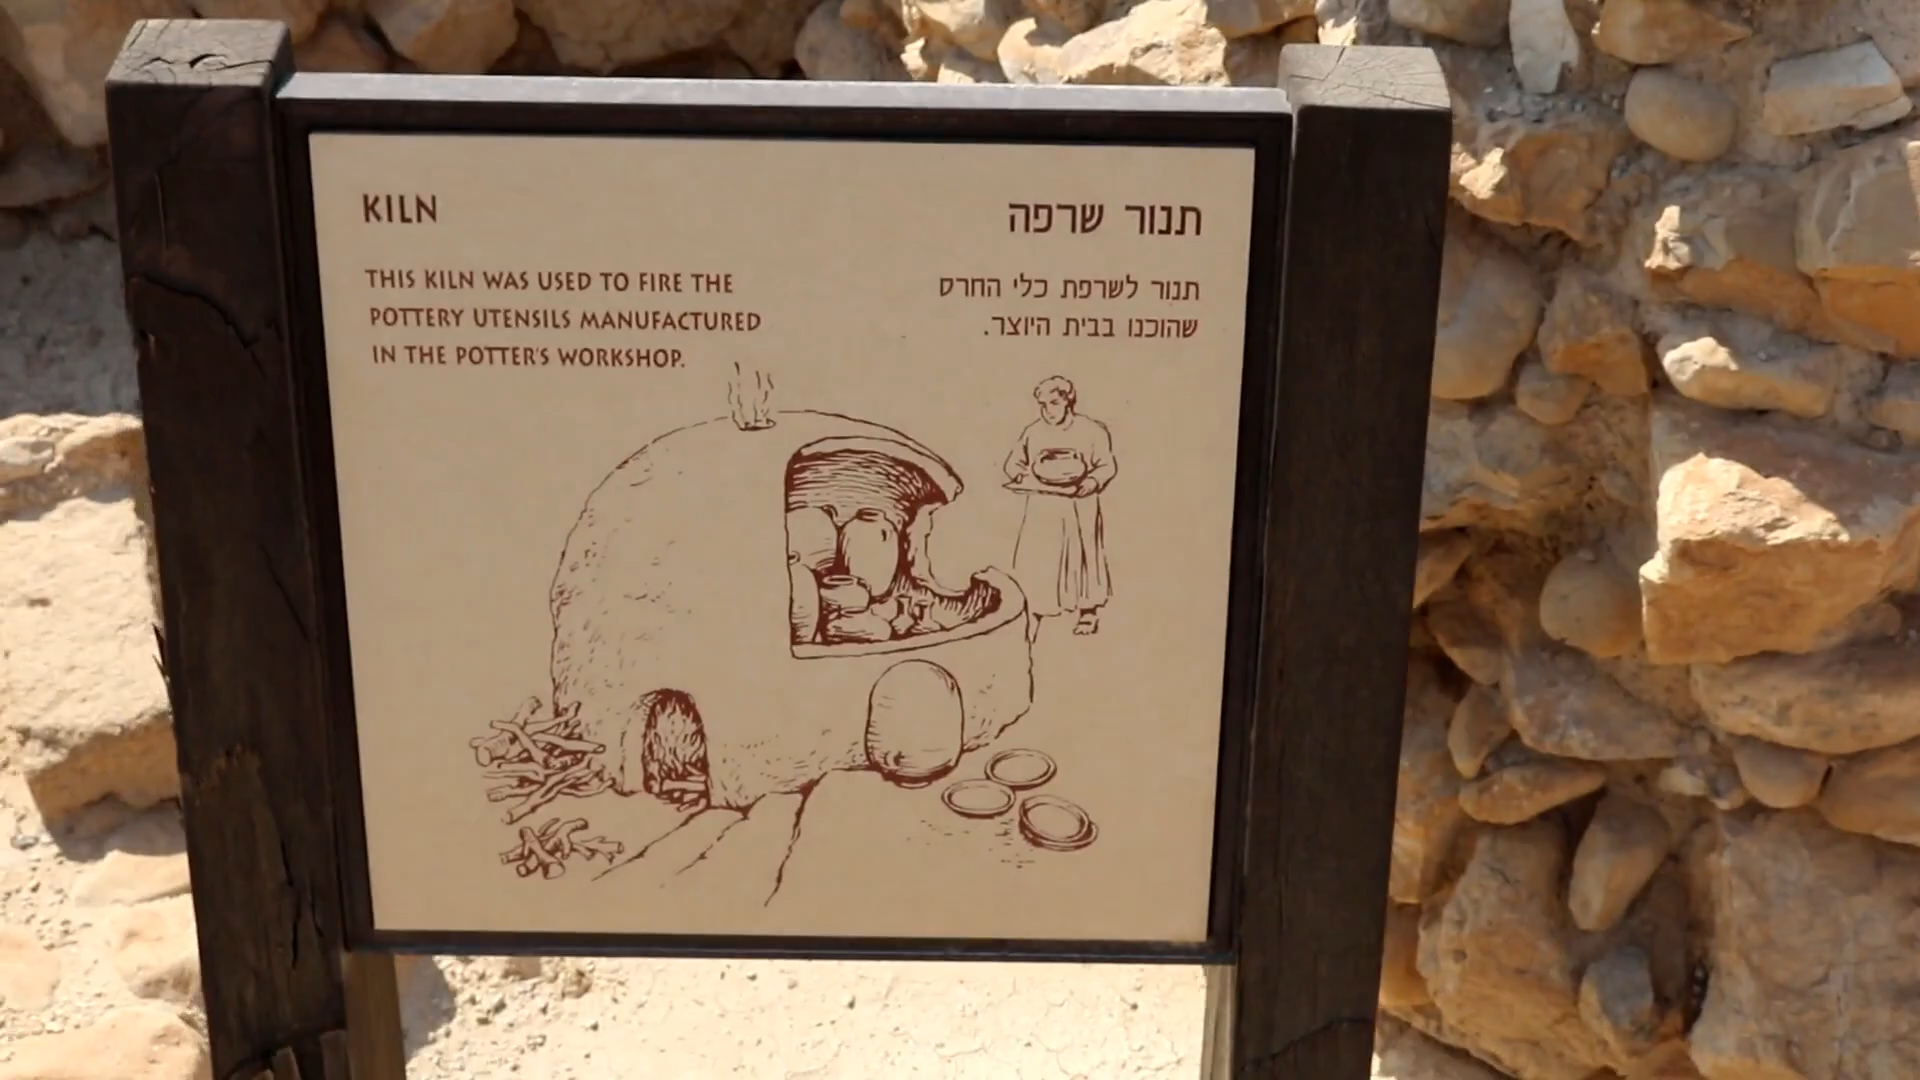 KILN
THIS KILN WAS USED TO FIRE THE
POTTERY UTENSILS MANUFACTURED
IN THE POTTER'S WORKSHOP.
תנור שרפה
תנור לשרפת כלי החרס
שהוכנו בבית היוצר.